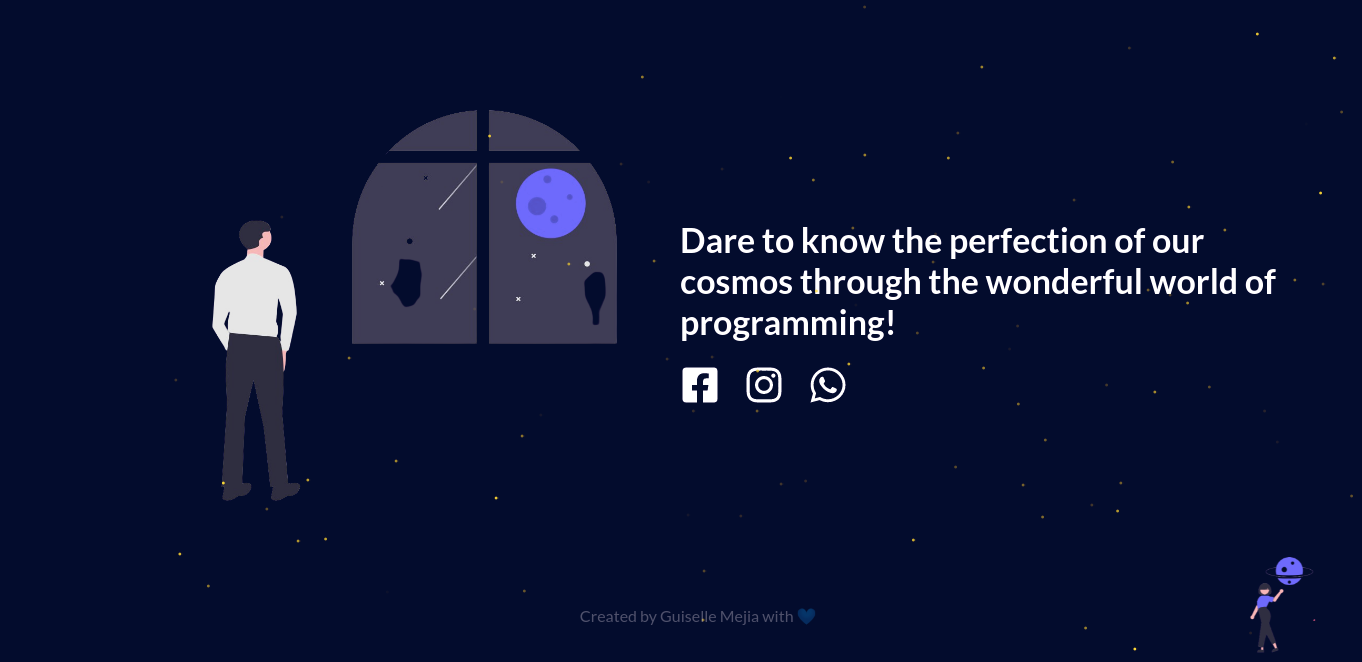 Dare to know the perfection of our
cosmos through the wonderful world of
programming!
Created by Guiselle Mejia with 💙